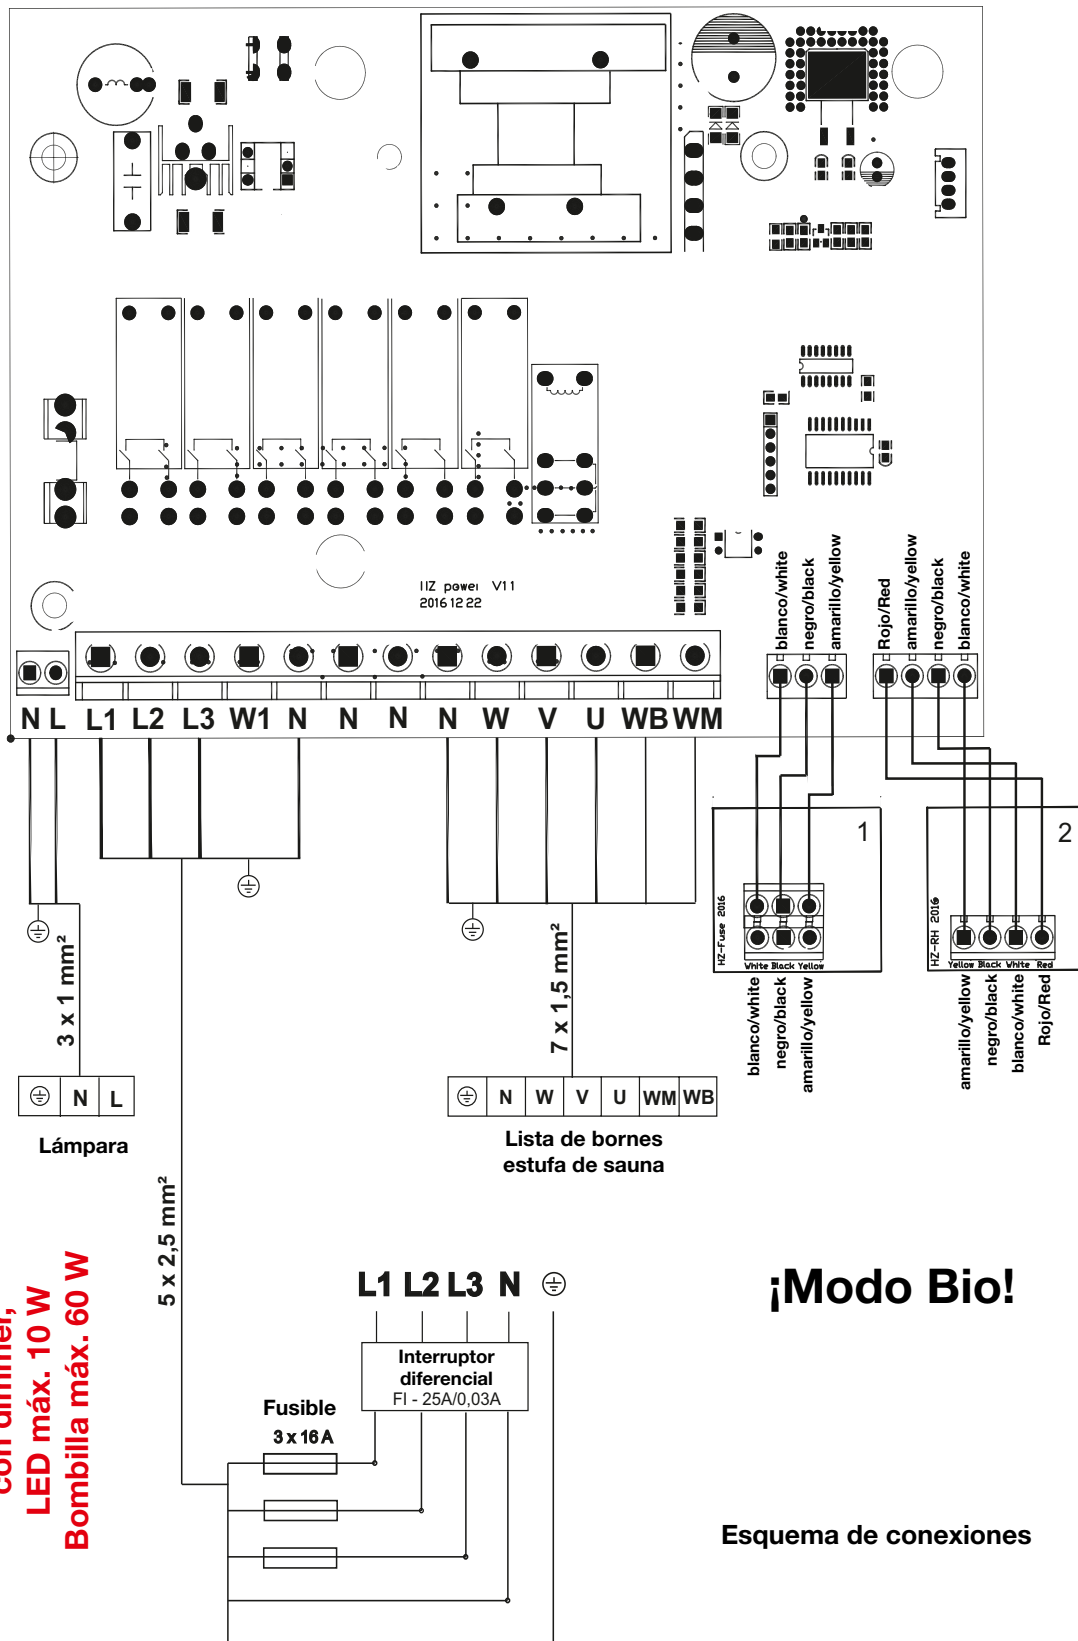 HZ power V1.1
2016 12 22
blanco/white
negro/black
amarillo/yellow
Rojo/Red
amarillo/yellow
negro/black
blanco/white
N L L1 L2 L3 W1 N N N N W V U WB WM
1
HZ-Fuse 2016
White Black Yellow
blanco/white
negro/black
amarillo/yellow
2
HZ-RH 2016
Yellow Black White Red
amarillo/yellow
negro/black
blanco/white
Rojo/Red
3 x 1 mm²
N L
Lámpara
7 x 1,5 mm²
N W V U WM WB
Lista de bornes
estufa de sauna
5 x 2,5 mm²
con dimmer,
LED máx. 10 W
Bombilla máx. 60 W
L1 L2 L3 N
Interruptor
diferencial
FI - 25A/0,03A
Fusible
3 x 16 A
¡Modo Bio!
Esquema de conexiones